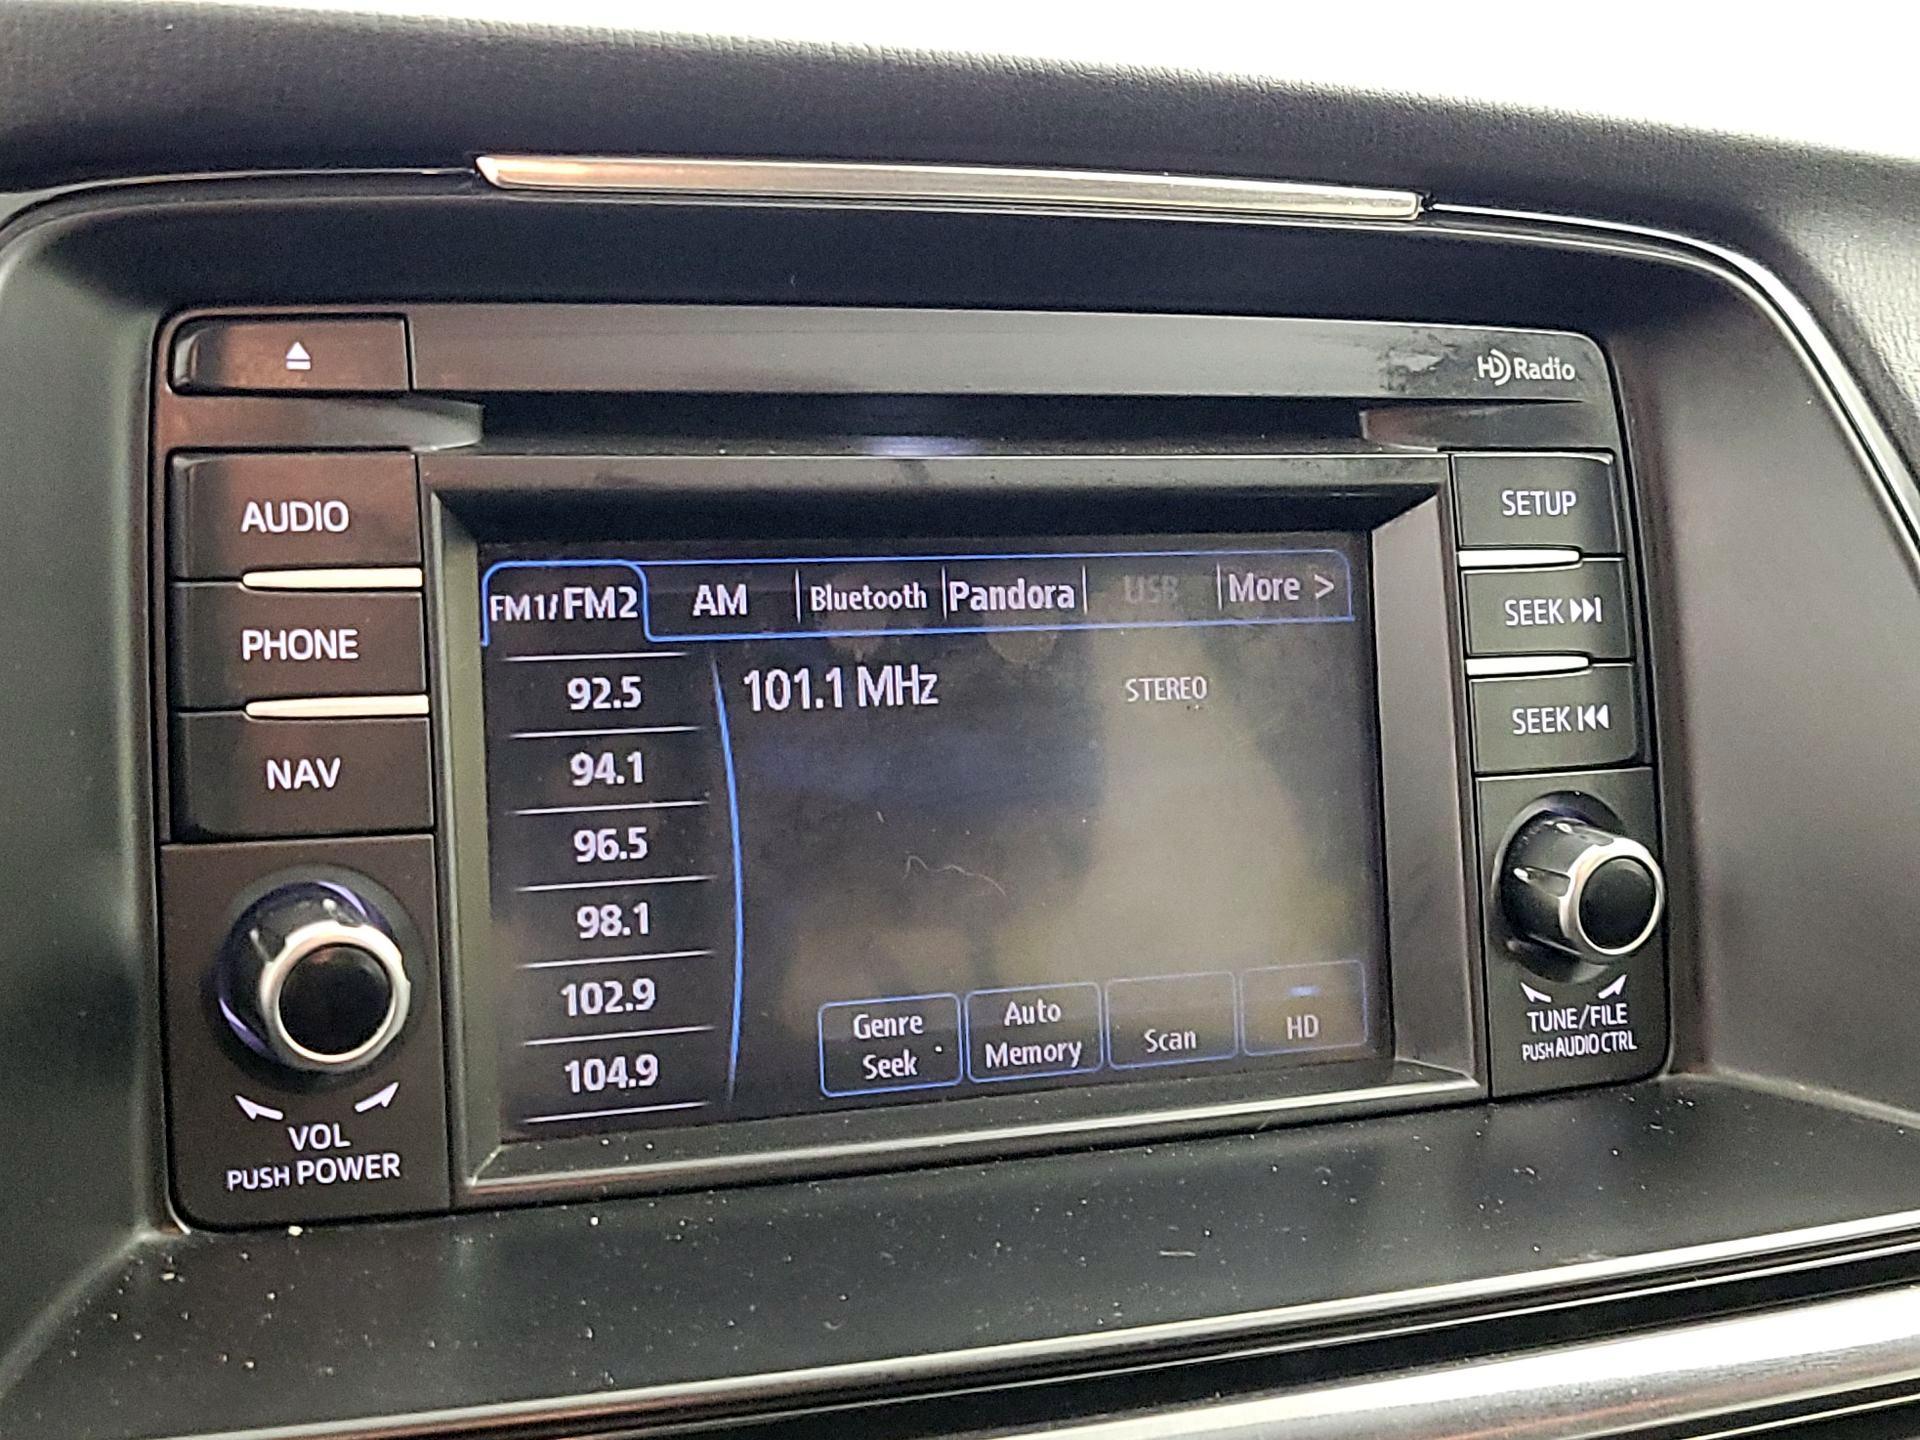 HD Radio
AUDIO
PHONE
NAV
VOL
PUSH POWER
FM1/FM2 AM Bluetooth Pandora USB More >
92.5
94.1
96.5
98.1
102.9
104.9
101.1 MHz STEREO
Genre
Seek
Auto
Memory
Scan
HD
SETUP
SEEK
SEEK
TUNE/FILE
PUSH AUDIO CTRL